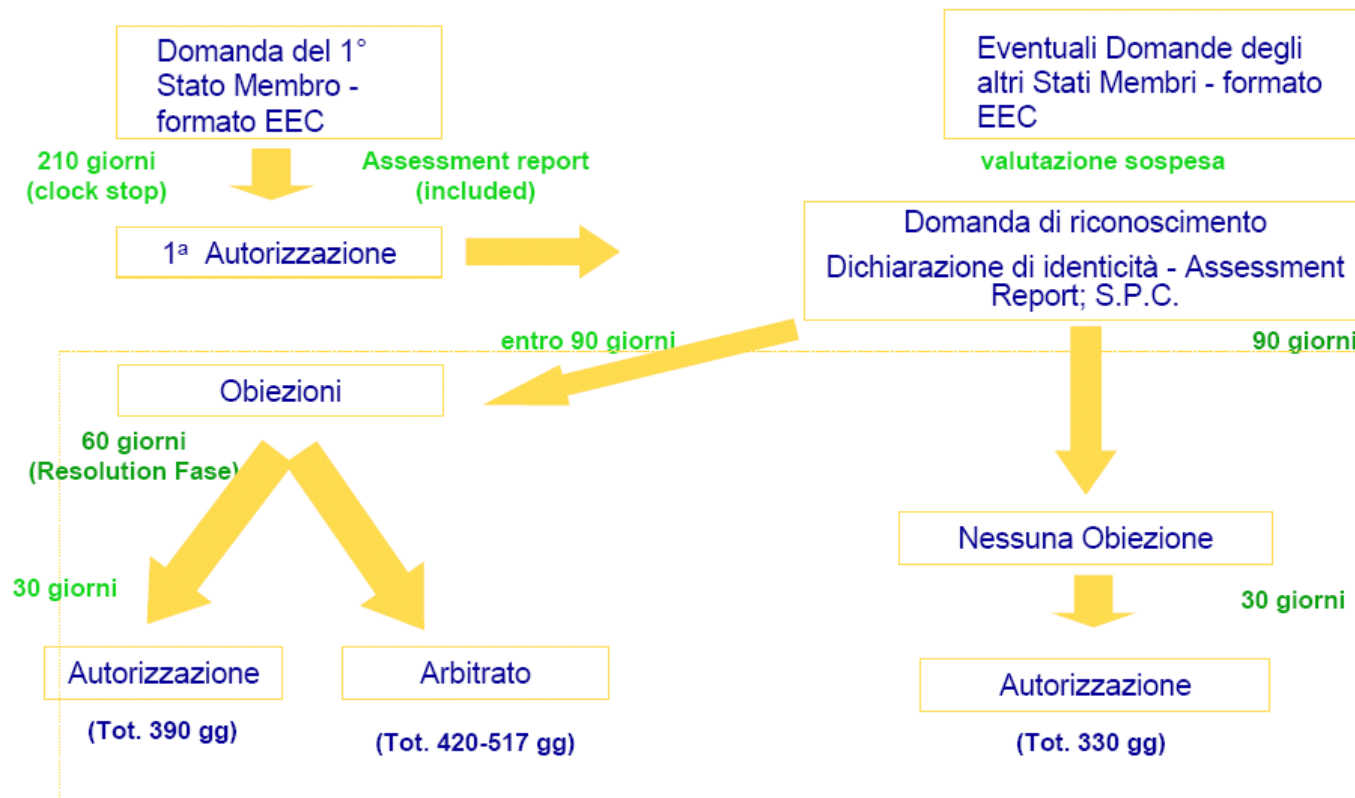 Domanda del 1°
Stato Membro -
formato EEC
Eventuali Domande degli
altri Stati Membri - formato
EEC
210 giorni
(clock stop)
Assessment report
(included)
valutazione sospesa
1ª Autorizzazione
Domanda di riconoscimento
Dichiarazione di identicità - Assessment
Report; S.P.C.
entro 90 giorni
90 giorni
Obiezioni
60 giorni
(Resolution Fase)
Nessuna Obiezione
30 giorni
30 giorni
Autorizzazione
Arbitrato
Autorizzazione
(Tot. 390 gg)
(Tot. 420-517 gg)
(Tot. 330 gg)